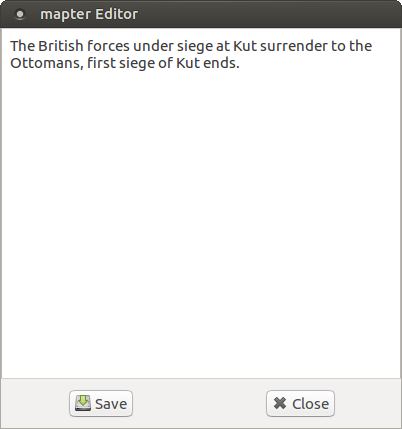 mapter Editor
The British forces under siege at Kut surrender to the
Ottomans, first siege of Kut ends.
Save
Close